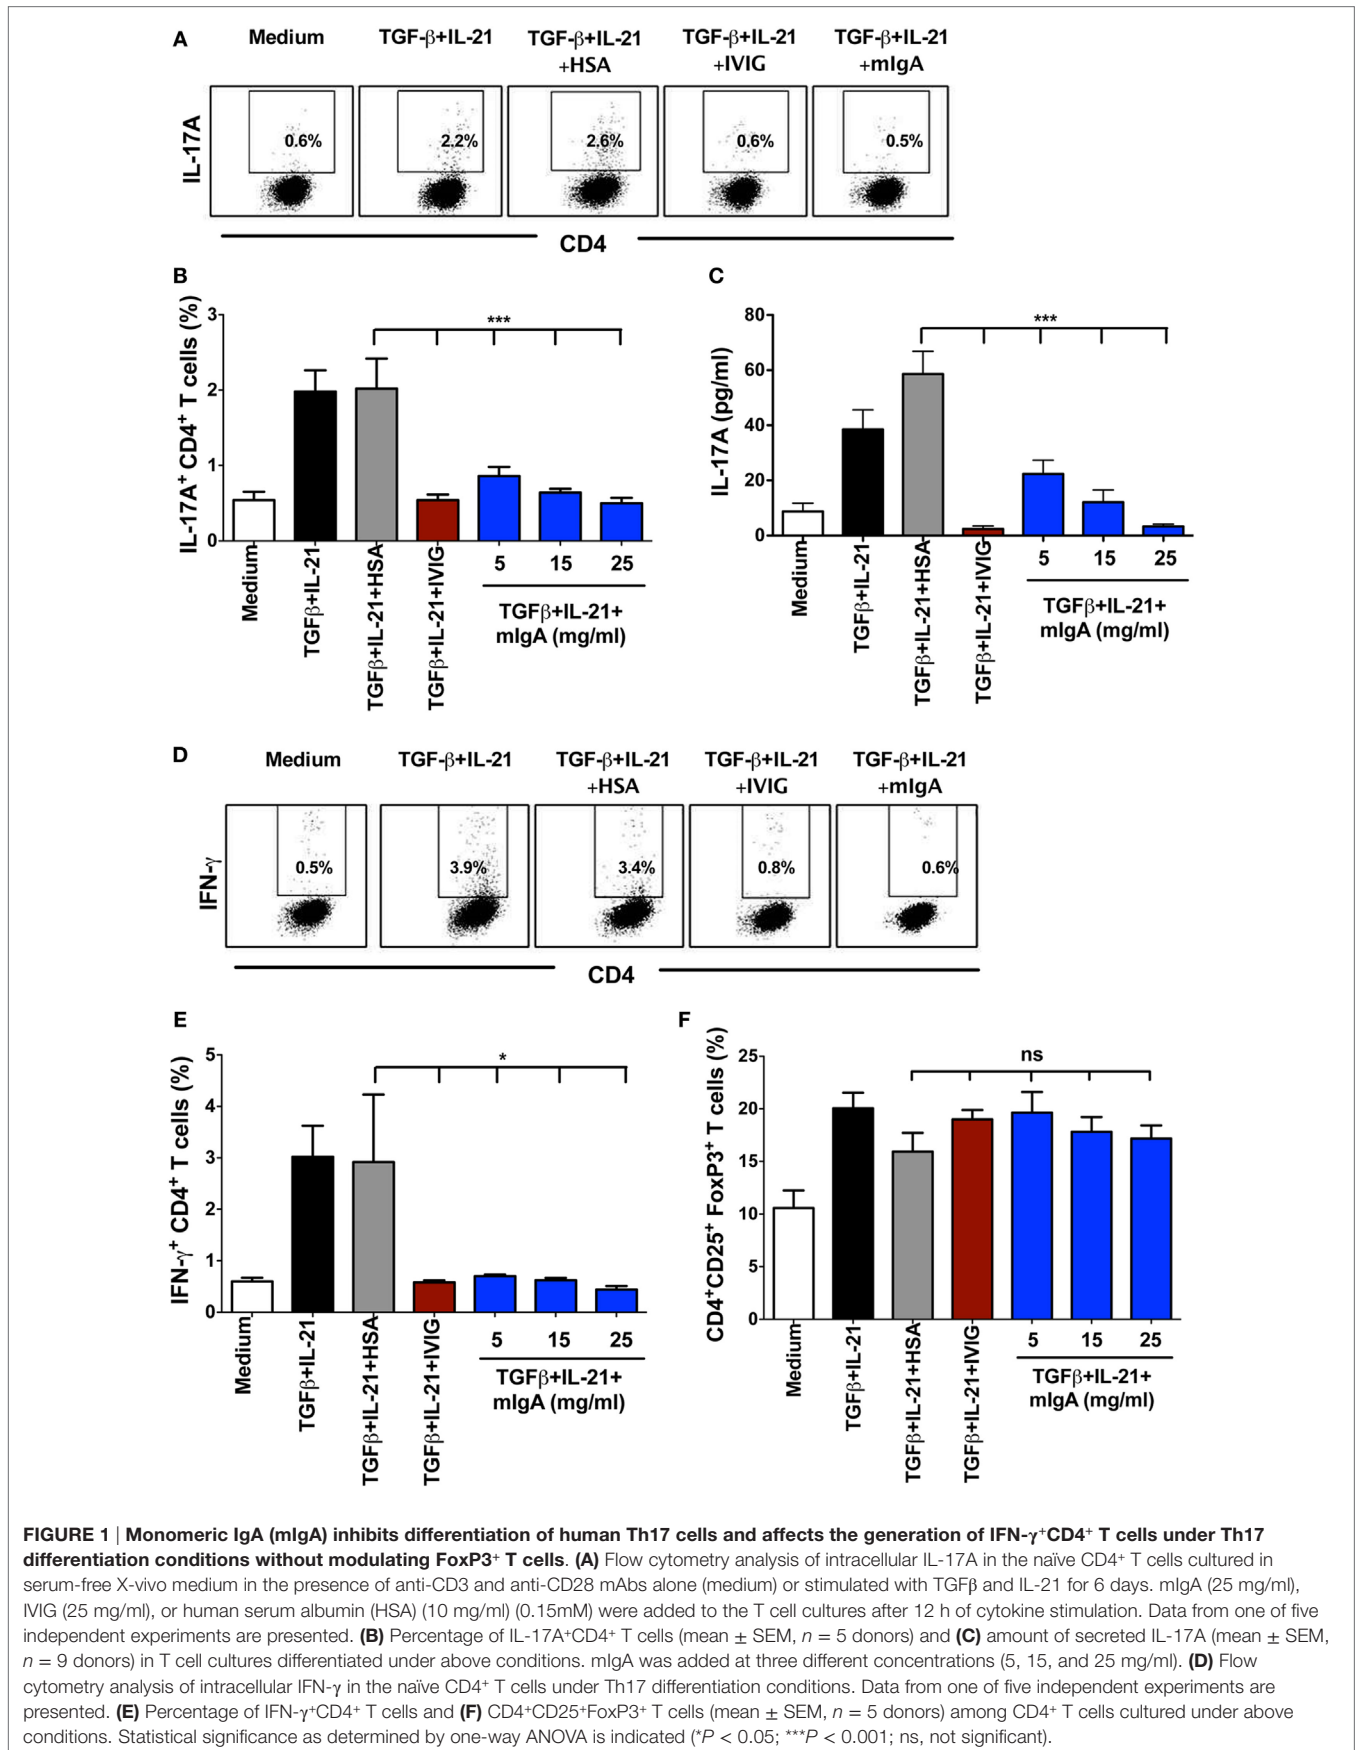 A
Medium
TGF-β+IL-21
TGF-β+IL-21
+HSA
TGF-β+IL-21
+IVIG
TGF-β+IL-21
+mIgA
IL-17A
0.6%
2.2%
2.6%
0.6%
0.5%
CD4
B
IL-17A⁺ CD4⁺ T cells (%)
3
2
1
0
***
Medium
TGFβ+IL-21
TGFβ+IL-21+HSA
TGFβ+IL-21+IVIG
5 15 25
TGFβ+IL-21+
mIgA (mg/ml)
C
IL-17A (pg/ml)
80
60
40
20
0
***
Medium
TGFβ+IL-21
TGFβ+IL-21+HSA
TGFβ+IL-21+IVIG
5 15 25
TGFβ+IL-21+
mIgA (mg/ml)
D
Medium
TGF-β+IL-21
TGF-β+IL-21
+HSA
TGF-β+IL-21
+IVIG
TGF-β+IL-21
+mIgA
IFN-γ
0.5%
3.9%
3.4%
0.8%
0.6%
CD4
E
IFN-γ⁺ CD4⁺ T cells (%)
5
4
3
2
1
0
*
Medium
TGFβ+IL-21
TGFβ+IL-21+HSA
TGFβ+IL-21+IVIG
5 15 25
TGFβ+IL-21+
mIgA (mg/ml)
F
CD4⁺CD25⁺ FoxP3⁺ T cells (%)
25
20
15
10
5
0
ns
Medium
TGFβ+IL-21
TGFβ+IL-21+HSA
TGFβ+IL-21+IVIG
5 15 25
TGFβ+IL-21+
mIgA (mg/ml)
FIGURE 1 | Monomeric IgA (mIgA) inhibits differentiation of human Th17 cells and affects the generation of IFN-γ⁺CD4⁺ T cells under Th17
differentiation conditions without modulating FoxP3⁺ T cells. (A) Flow cytometry analysis of intracellular IL-17A in the naïve CD4⁺ T cells cultured in
serum-free X-vivo medium in the presence of anti-CD3 and anti-CD28 mAbs alone (medium) or stimulated with TGFβ and IL-21 for 6 days. mIgA (25 mg/ml),
IVIG (25 mg/ml), or human serum albumin (HSA) (10 mg/ml) (0.15mM) were added to the T cell cultures after 12 h of cytokine stimulation. Data from one of five
independent experiments are presented. (B) Percentage of IL-17A⁺CD4⁺ T cells (mean ± SEM, n = 5 donors) and (C) amount of secreted IL-17A (mean ± SEM,
n = 9 donors) in T cell cultures differentiated under above conditions. mIgA was added at three different concentrations (5, 15, and 25 mg/ml). (D) Flow
cytometry analysis of intracellular IFN-γ in the naïve CD4⁺ T cells under Th17 differentiation conditions. Data from one of five independent experiments are
presented. (E) Percentage of IFN-γ⁺CD4⁺ T cells and (F) CD4⁺CD25⁺FoxP3⁺ T cells (mean ± SEM, n = 5 donors) among CD4⁺ T cells cultured under above
conditions. Statistical significance as determined by one-way ANOVA is indicated (*P < 0.05; ***P < 0.001; ns, not significant).